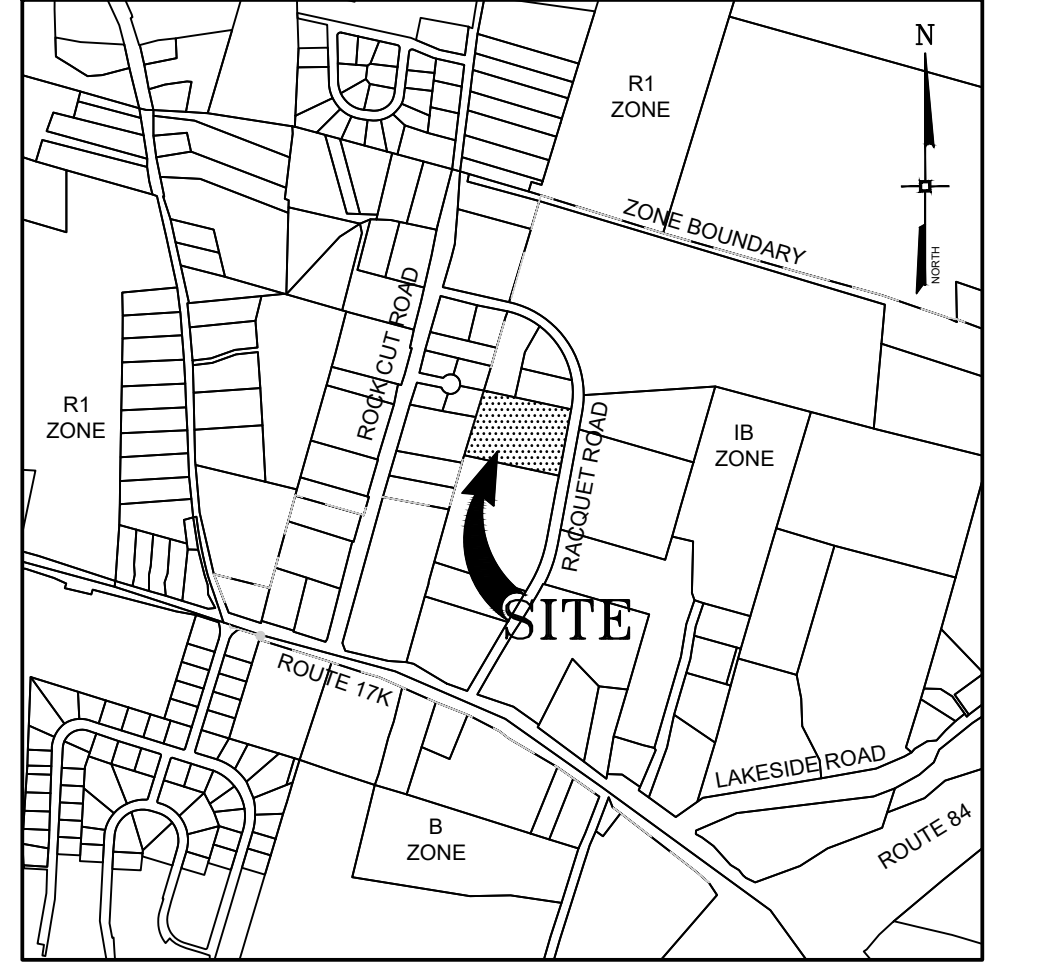 N
R1
ZONE
ZONE BOUNDARY
NORTH
ROCK CUT ROAD
R1
ZONE
IB
ZONE
RACQUET ROAD
SITE
ROUTE 17K
LAKESIDE ROAD
B
ZONE
ROUTE 84